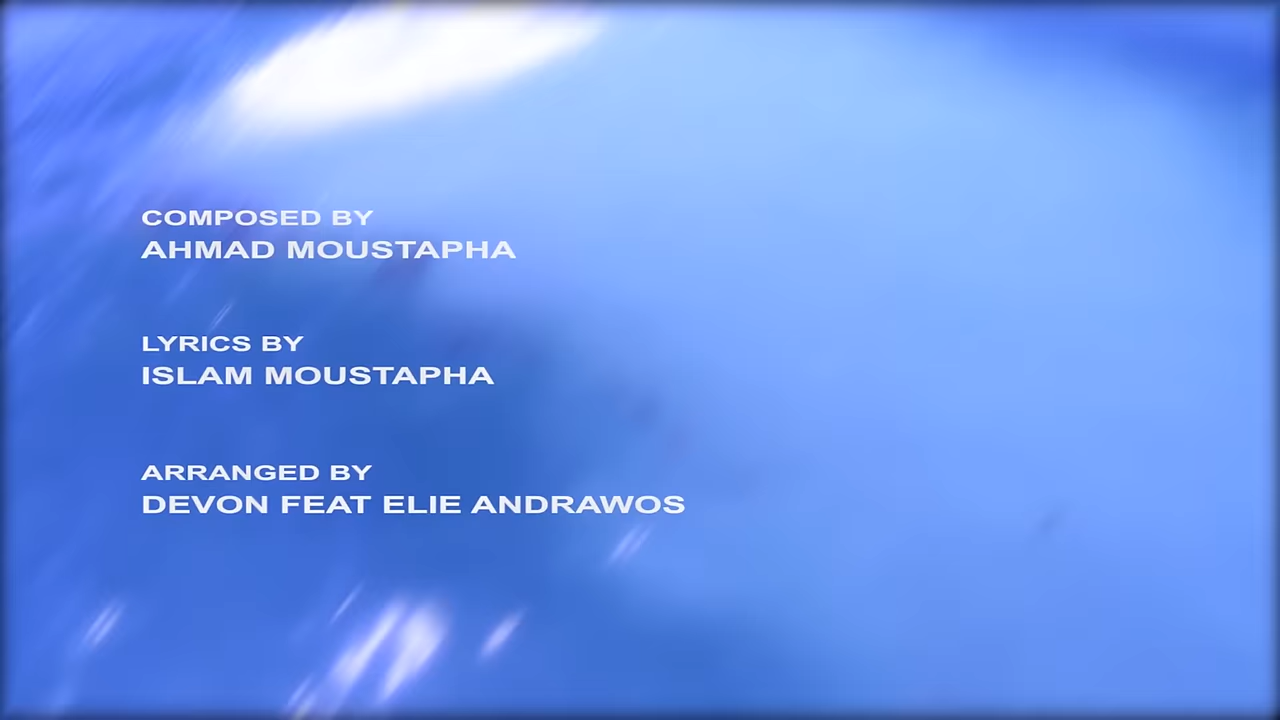 COMPOSED BY
AHMAD MOUSTAPHA
LYRICS BY
ISLAM MOUSTAPHA
ARRANGED BY
DEVON FEAT ELIE ANDRAWOS